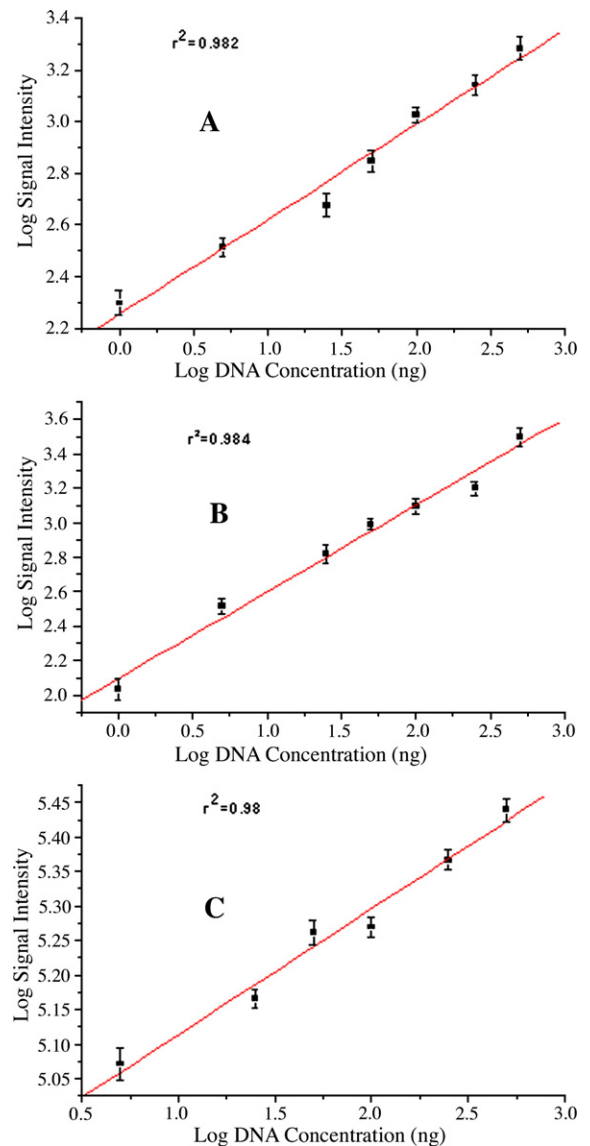 3.4
r²=0.982
3.2
A
3.0
2.8
2.6
2.4
2.2
Log Signal Intensity
0.0 0.5 1.0 1.5 2.0 2.5 3.0
Log DNA Concentration (ng)
3.6
r²=0.984
3.4
3.2
B
3.0
2.8
2.6
2.4
2.2
2.0
Log Signal Intensity
0.0 0.5 1.0 1.5 2.0 2.5 3.0
Log DNA Concentration (ng)
r²=0.98
5.45
5.35
5.30
C
5.25
5.20
5.15
5.10
5.05
Log Signal Intensity
0.5 1.0 1.5 2.0 2.5 3.0
Log DNA Concentration (ng)